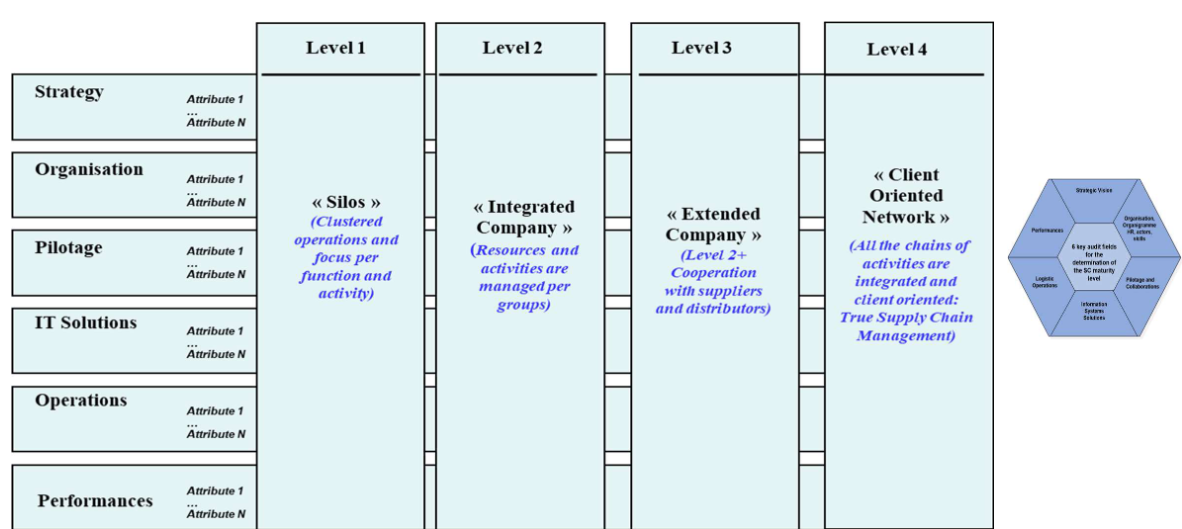 Level 1
Level 2
Level 3
Level 4
Strategy
Attribute 1
...
Attribute N
Organisation
Attribute 1
...
Attribute N
Pilotage
Attribute 1
...
Attribute N
IT Solutions
Attribute 1
...
Attribute N
Operations
Attribute 1
...
Attribute N
Performances
Attribute 1
...
Attribute N
« Silos »
(Clustered
operations and
focus per
function and
activity)
« Integrated
Company »
(Resources and
activities are
managed per
groups)
« Extended
Company »
(Level 2+
Cooperation
with suppliers
and distributors)
« Client
Oriented
Network »
(All the chains of
activities are
integrated and
client oriented:
True Supply Chain
Management)
Strategic Vision
Organisation,
Organigramme
HR, actors,
skills
Pilotage and
Collaborations
Information
Systems
Solutions
Logistic
Operations
Performances
6 key audit fields
for the
determination of
the SC maturity
level